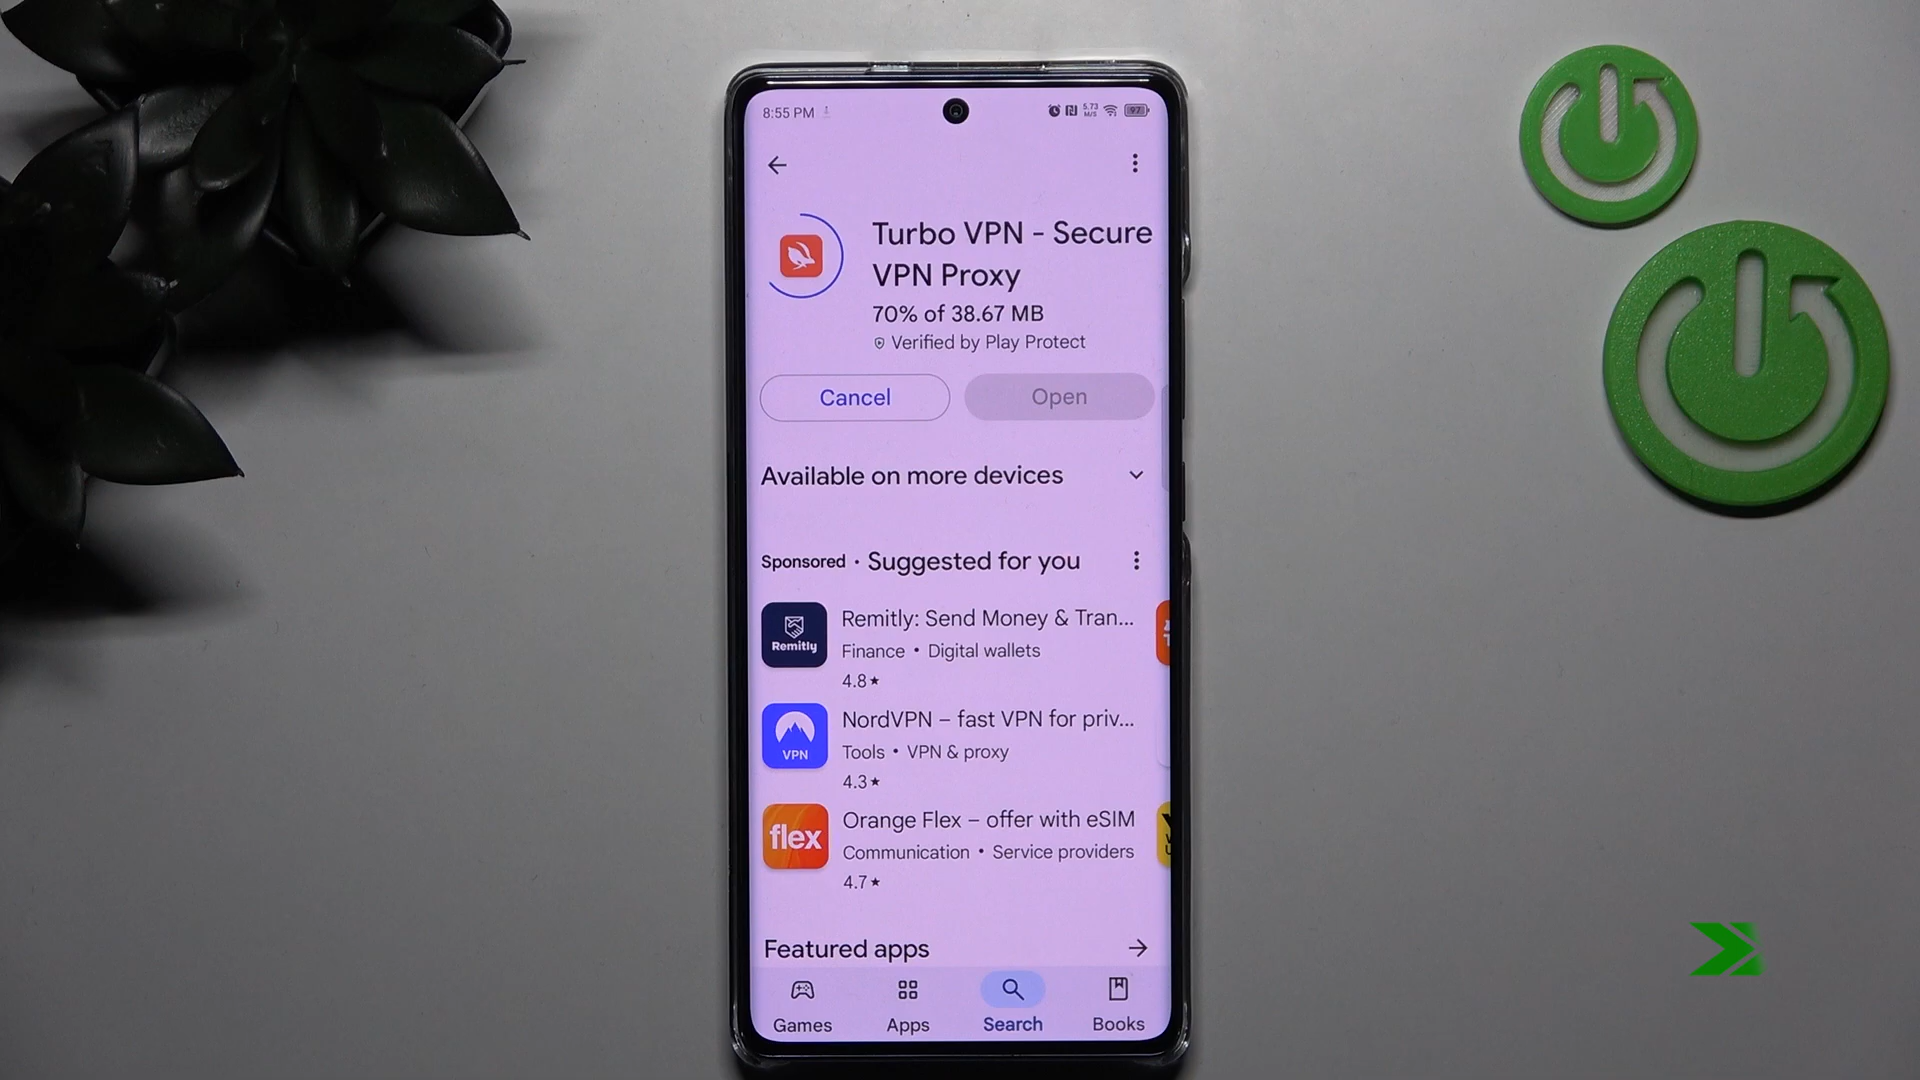 8:55 PM
5.73
M/S
97
Turbo VPN - Secure
VPN Proxy
70% of 38.67 MB
Verified by Play Protect
Cancel
Open
Available on more devices
Sponsored • Suggested for you
Remitly
Remitly: Send Money & Tran...
Finance • Digital wallets
4.8★
VPN
NordVPN – fast VPN for priv...
Tools • VPN & proxy
4.3★
flex
Orange Flex – offer with eSIM
Communication • Service providers
4.7★
Featured apps
Games
Apps
Search
Books